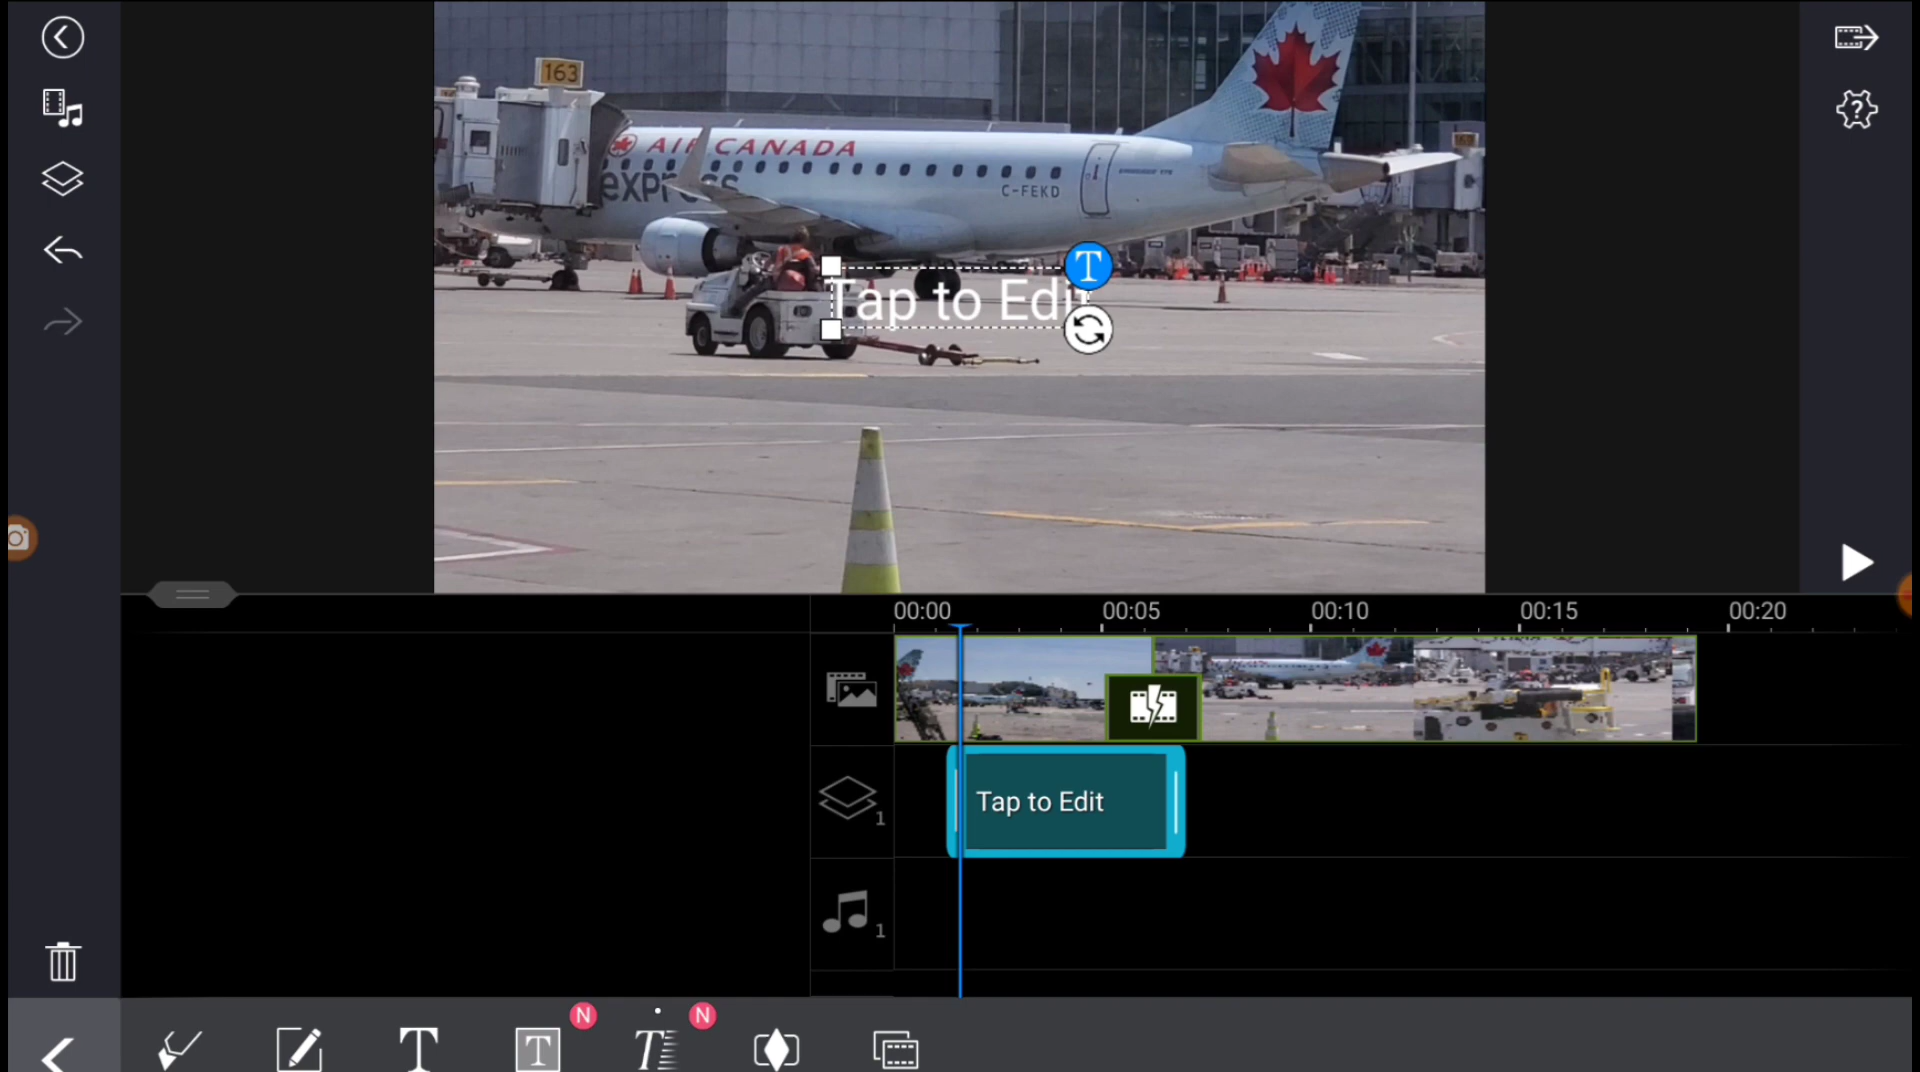 163
AIR CANADA
express
C-FEKD
T
Tap to Edit
00:00 00:05 00:10 00:15 00:20
Tap to Edit
1
1
N N
T T T